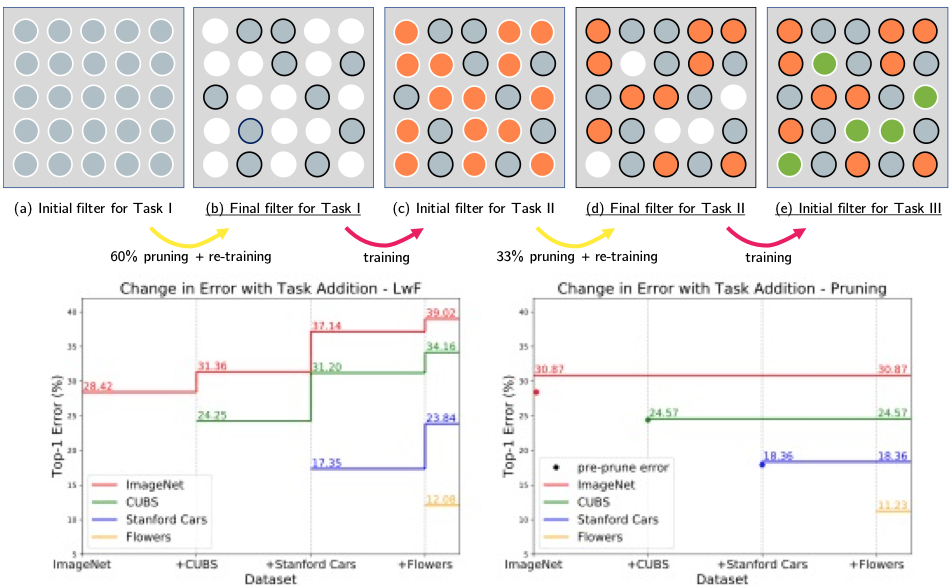 (a) Initial filter for Task I
(b) Final filter for Task I
(c) Initial filter for Task II
(d) Final filter for Task II
(e) Initial filter for Task III
60% pruning + re-training
training
33% pruning + re-training
training
Change in Error with Task Addition - LwF
Top-1 Error (%)
40
35
30
25
20
15
10
5
28.42
31.36
37.14
39.02
24.25
31.20
34.16
17.35
23.84
12.08
ImageNet
CUBS
Stanford Cars
Flowers
ImageNet
+CUBS
+Stanford Cars
+Flowers
Dataset
Change in Error with Task Addition - Pruning
Top-1 Error (%)
40
35
30
25
20
15
10
5
30.87
30.87
24.57
24.57
18.36
18.36
11.23
pre-prune error
ImageNet
CUBS
Stanford Cars
Flowers
ImageNet
+CUBS
+Stanford Cars
+Flowers
Dataset